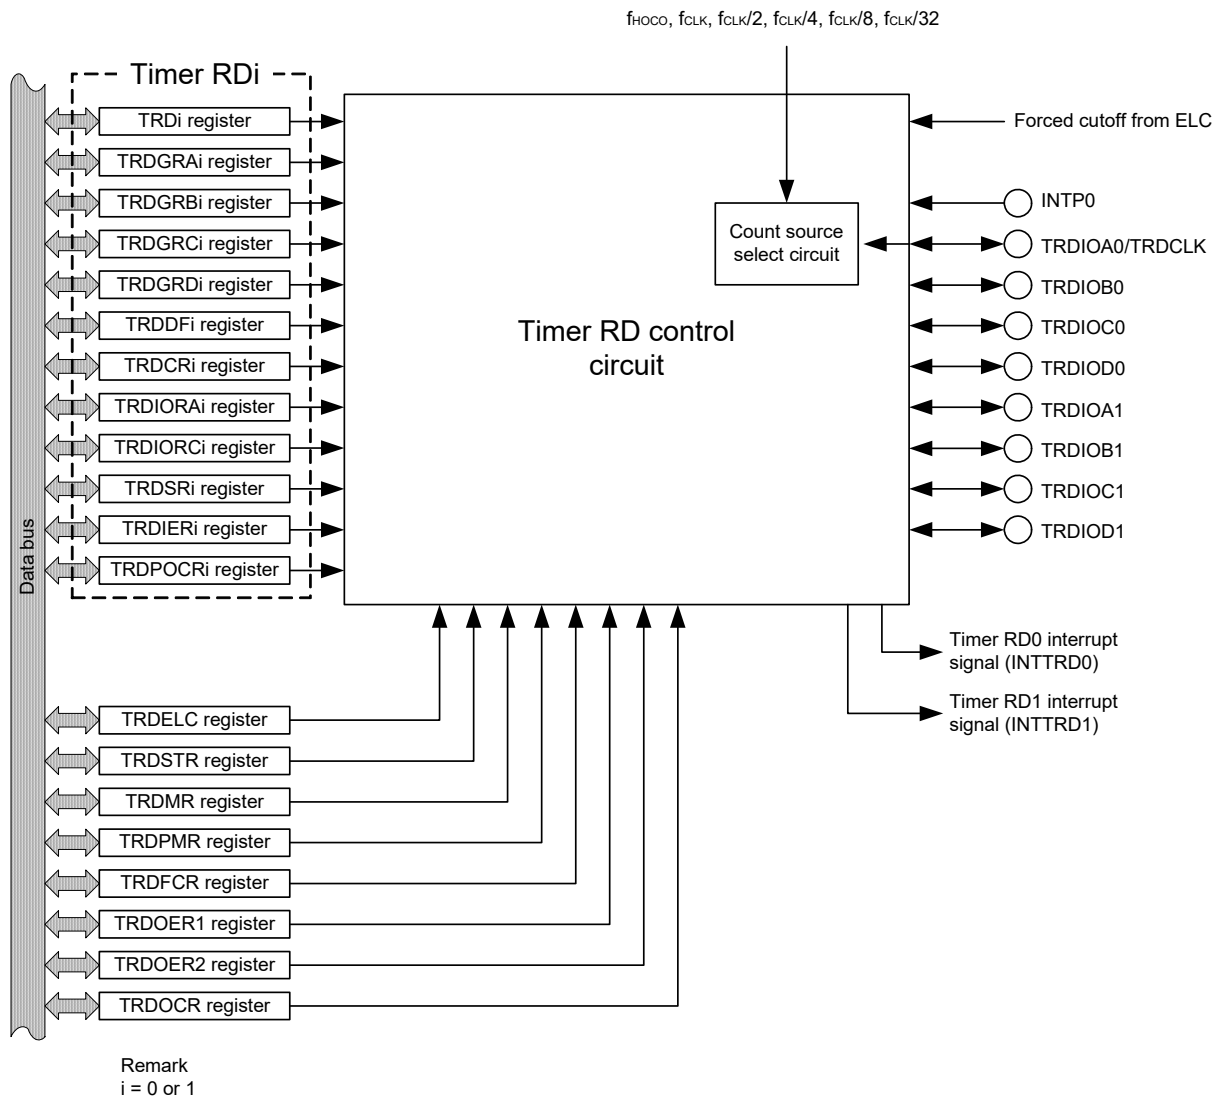 fHOCO, fCLK, fCLK/2, fCLK/4, fCLK/8, fCLK/32
Timer RDi
TRDi register
TRDGRAi register
TRDGRBi register
TRDGRCi register
TRDGRDi register
TRDDFi register
TRDCRi register
TRDIORAi register
TRDIORCi register
TRDSRi register
TRDIERi register
TRDPOCRi register
Data bus
Timer RD control
circuit
Count source
select circuit
Forced cutoff from ELC
INTP0
TRDIOA0/TRDCLK
TRDIOB0
TRDIOC0
TRDIOD0
TRDIOA1
TRDIOB1
TRDIOC1
TRDIOD1
Timer RD0 interrupt
signal (INTTRD0)
Timer RD1 interrupt
signal (INTTRD1)
TRDELC register
TRDSTR register
TRDMR register
TRDPMR register
TRDFCR register
TRDOER1 register
TRDOER2 register
TRDOCR register
Remark
i = 0 or 1